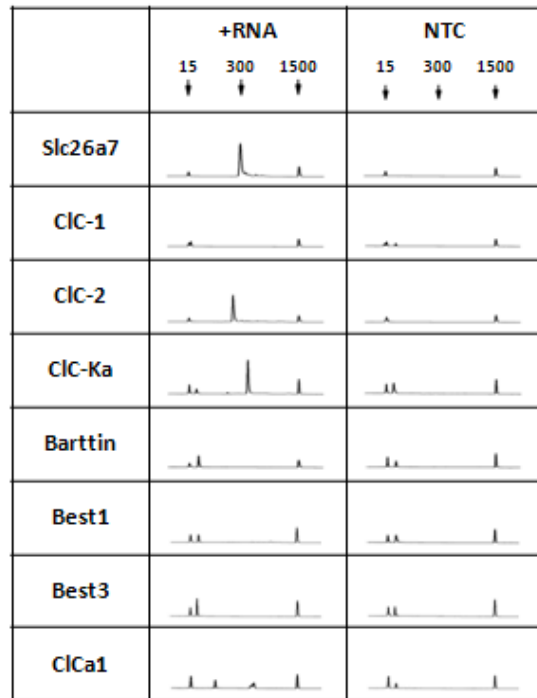 +RNA NTC
15 300 1500 15 300 1500
Slc26a7
ClC-1
ClC-2
ClC-Ka
Barttin
Best1
Best3
ClCa1